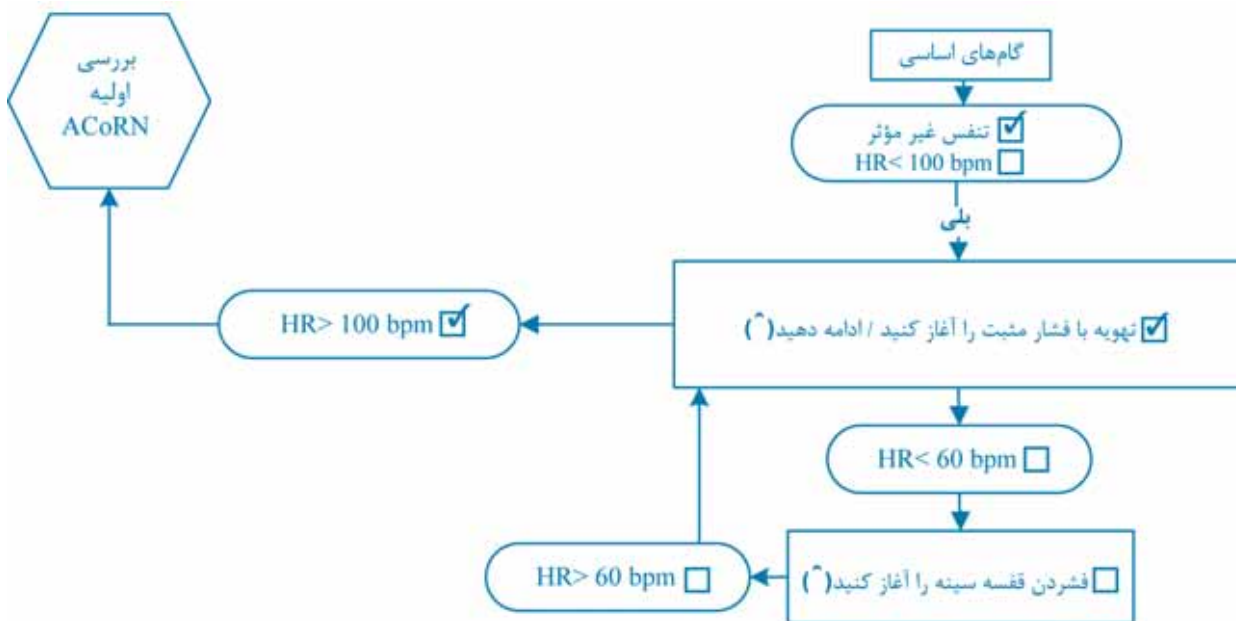 گام‌های اساسی
☑ تنفس غیر مؤثر
☐ HR< 100 bpm
بلی
☑ تهویه با فشار مثبت را آغاز کنید / ادامه دهید(ˆ)
☑ HR> 100 bpm
بررسی
اولیه
ACoRN
☐ HR< 60 bpm
☐ فشردن قفسه سینه را آغاز کنید(ˆ)
☐ HR> 60 bpm